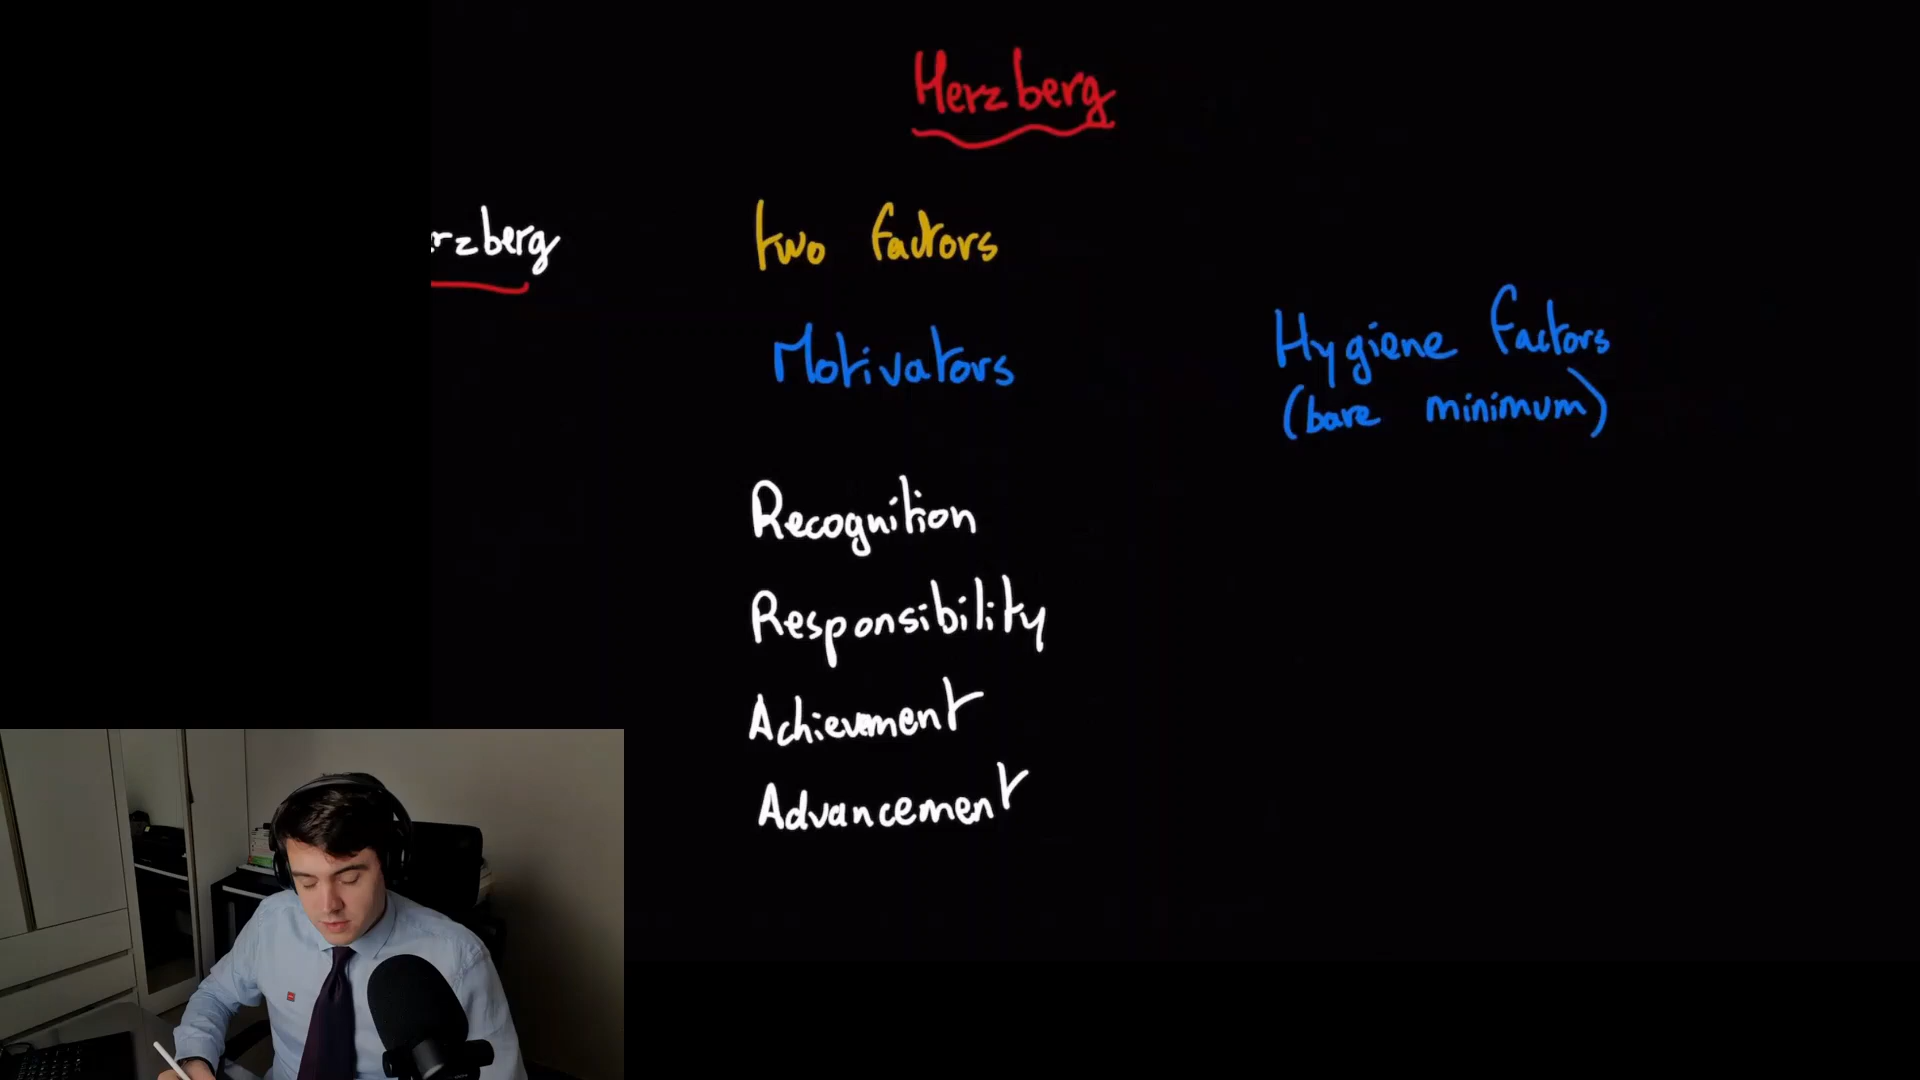 Herzberg
rzberg
two factors
Motivators
Hygiene Factors
(bare minimum)
Recognition
Responsibility
Achievement
Advancement